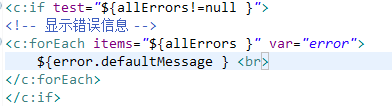 <c:if test="${allErrors!=null }">
<!-- 显示错误信息 -->
<c:forEach items="${allErrors }" var="error">
    ${error.defaultMessage } <br>
</c:forEach>
</c:if>